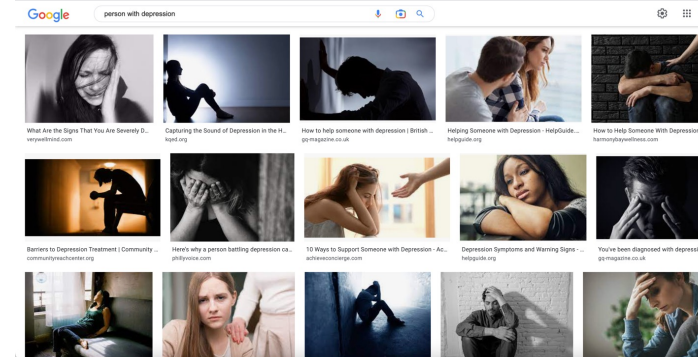 Google
person with depression
What Are the Signs That You Are Severely D...
verywellmind.com
Capturing the Sound of Depression in the H...
kqed.org
How to help someone with depression | British ...
gq-magazine.co.uk
Helping Someone with Depression - HelpGuide....
helpguide.org
How to Help Someone With Depression
harmonybaywellness.com
Barriers to Depression Treatment | Community ...
communityreachcenter.org
Here's why a person battling depression ca...
phillyvoice.com
10 Ways to Support Someone with Depression - Ac...
achieveconcierge.com
Depression Symptoms and Warning Signs - ...
helpguide.org
You've been diagnosed with depressi
gq-magazine.co.uk